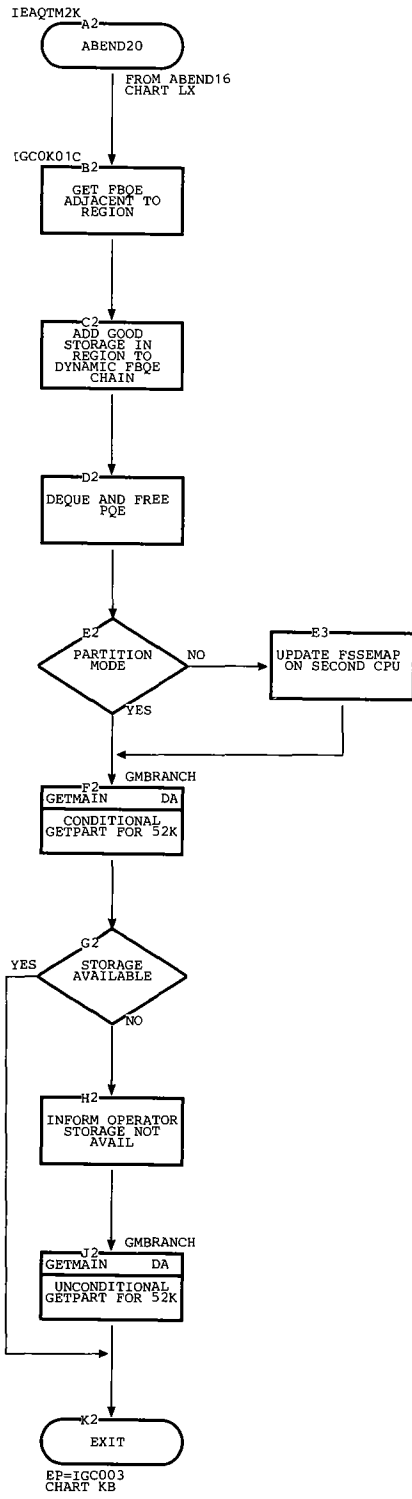 IEAQTM2K
A2
ABEND20
FROM ABEND16
CHART LX
IGC0K01C
B2
GET FBQE
ADJACENT TO
REGION
C2
ADD GOOD
STORAGE IN
REGION TO
DYNAMIC FBQE
CHAIN
D2
DEQUE AND FREE
PQE
E2
PARTITION
MODE
NO
E3
UPDATE FSSEMAP
ON SECOND CPU
YES
GMBRANCH
F2
GETMAIN DA
CONDITIONAL
GETPART FOR 52K
G2
YES
STORAGE
AVAILABLE
NO
H2
INFORM OPERATOR
STORAGE NOT
AVAIL
GMBRANCH
J2
GETMAIN DA
UNCONDITIONAL
GETPART FOR 52K
K2
EXIT
EP=IGC003
CHART KB